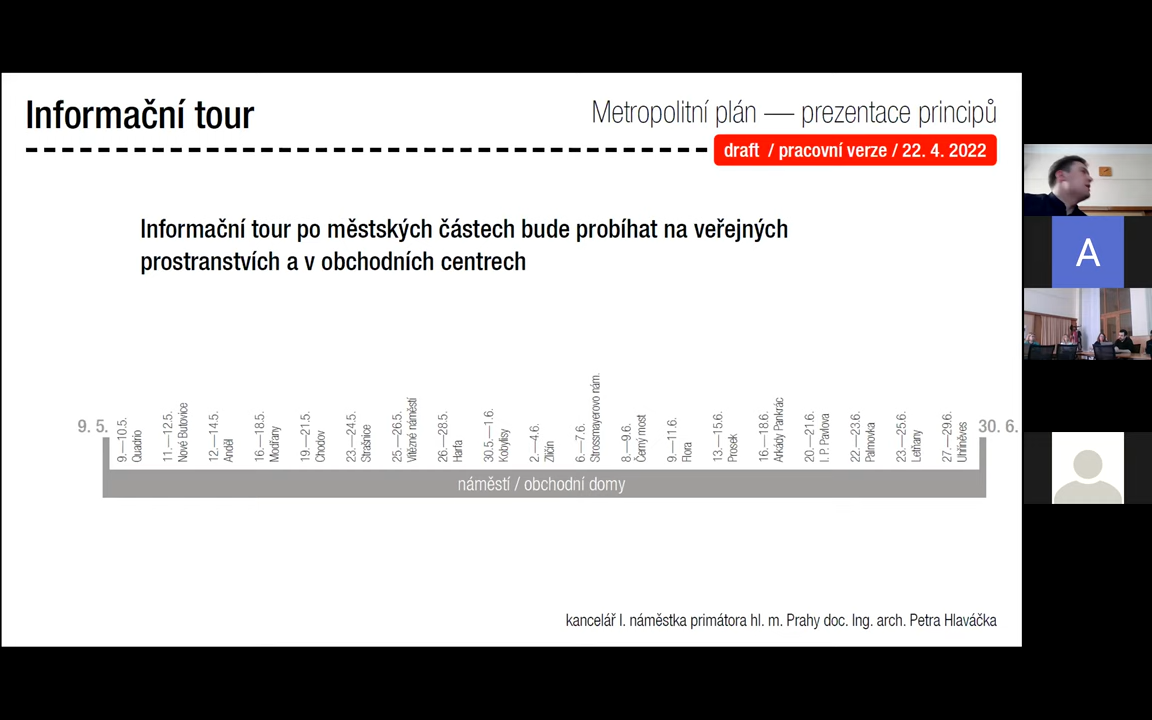 Informační tour
Metropolitní plán — prezentace principů
draft / pracovní verze / 22. 4. 2022
Informační tour po městských částech bude probíhat na veřejných
prostranstvích a v obchodních centrech
9. 5.
9.—10.5.
Quadrio
11.—12.5.
Nové Butovice
12.—14.5.
Anděl
16.—18.5.
Modřany
19.—21.5.
Chodov
23.—24.5.
Strašnice
25.—26.5.
Vítězné náměstí
26.—28.5.
Harfa
30.5.—1.6.
Kobylisy
2.—4.6.
Zličín
6.—7.6.
Strossmayerovo nám.
8.—9.6.
Černý most
9.—11.6.
Flora
13.—15.6.
Prosek
16.—18.6.
Arkády Pankrác
20.—21.6.
I. P. Pavlova
22.—23.6.
Palmovka
23.—25.6.
Letňany
27.—29.6.
Uhříněves
30. 6.
náměstí / obchodní domy
kancelář I. náměstka primátora hl. m. Prahy doc. Ing. arch. Petra Hlaváčka
A